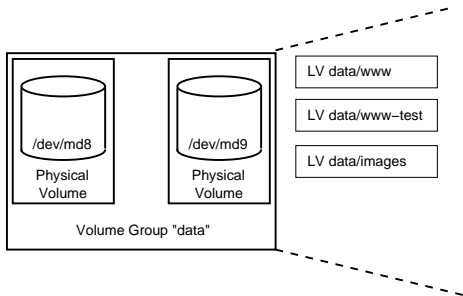 /dev/md8
Physical
Volume
/dev/md9
Physical
Volume
Volume Group "data"
LV data/www
LV data/www−test
LV data/images